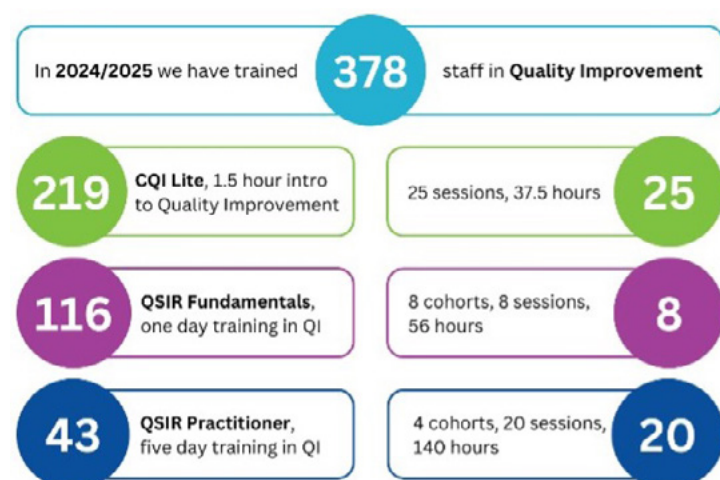 In 2024/2025 we have trained 378 staff in Quality Improvement
219 CQI Lite, 1.5 hour intro
to Quality Improvement
25 sessions, 37.5 hours 25
116 QSIR Fundamentals,
one day training in QI
8 cohorts, 8 sessions,
56 hours
8
43 QSIR Practitioner,
five day training in QI
4 cohorts, 20 sessions,
140 hours
20